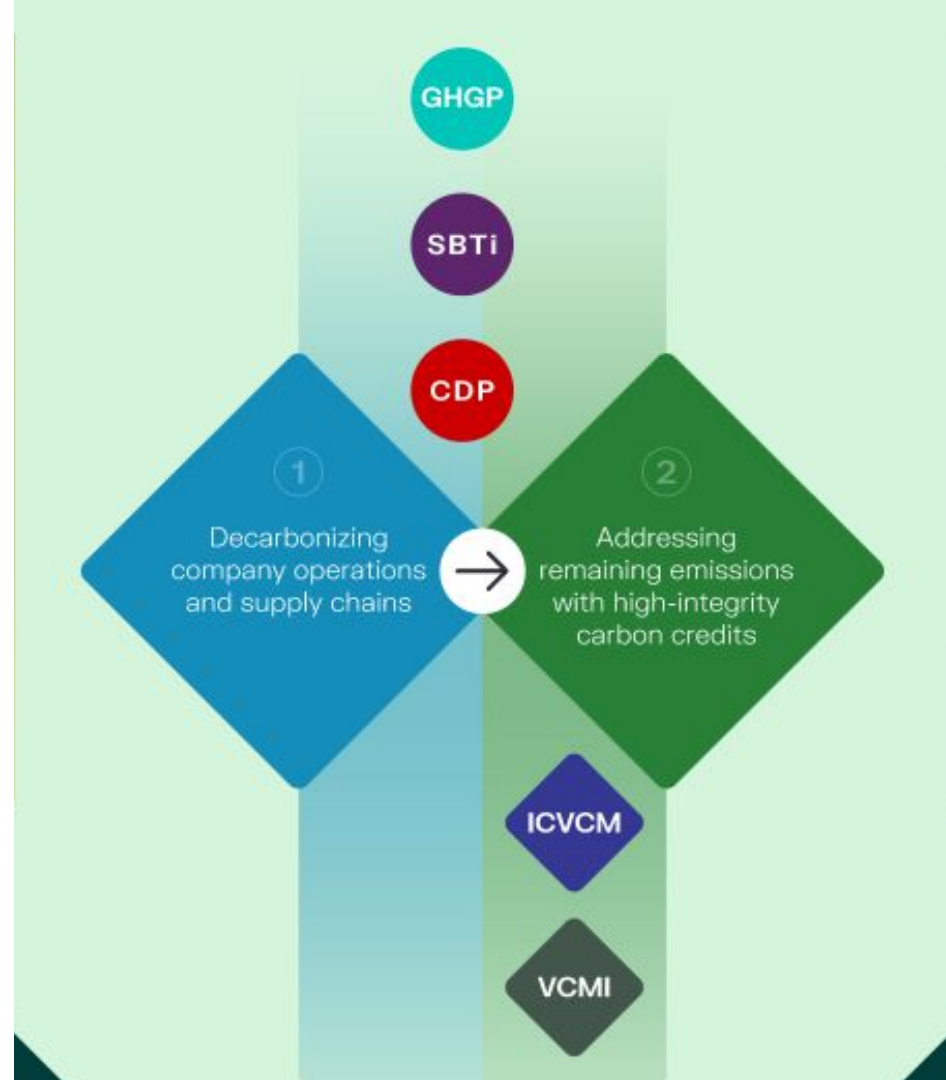 GHGP
SBTi
CDP
1
Decarbonizing
company operations
and supply chains
→
2
Addressing
remaining emissions
with high-integrity
carbon credits
ICVCM
VCMI